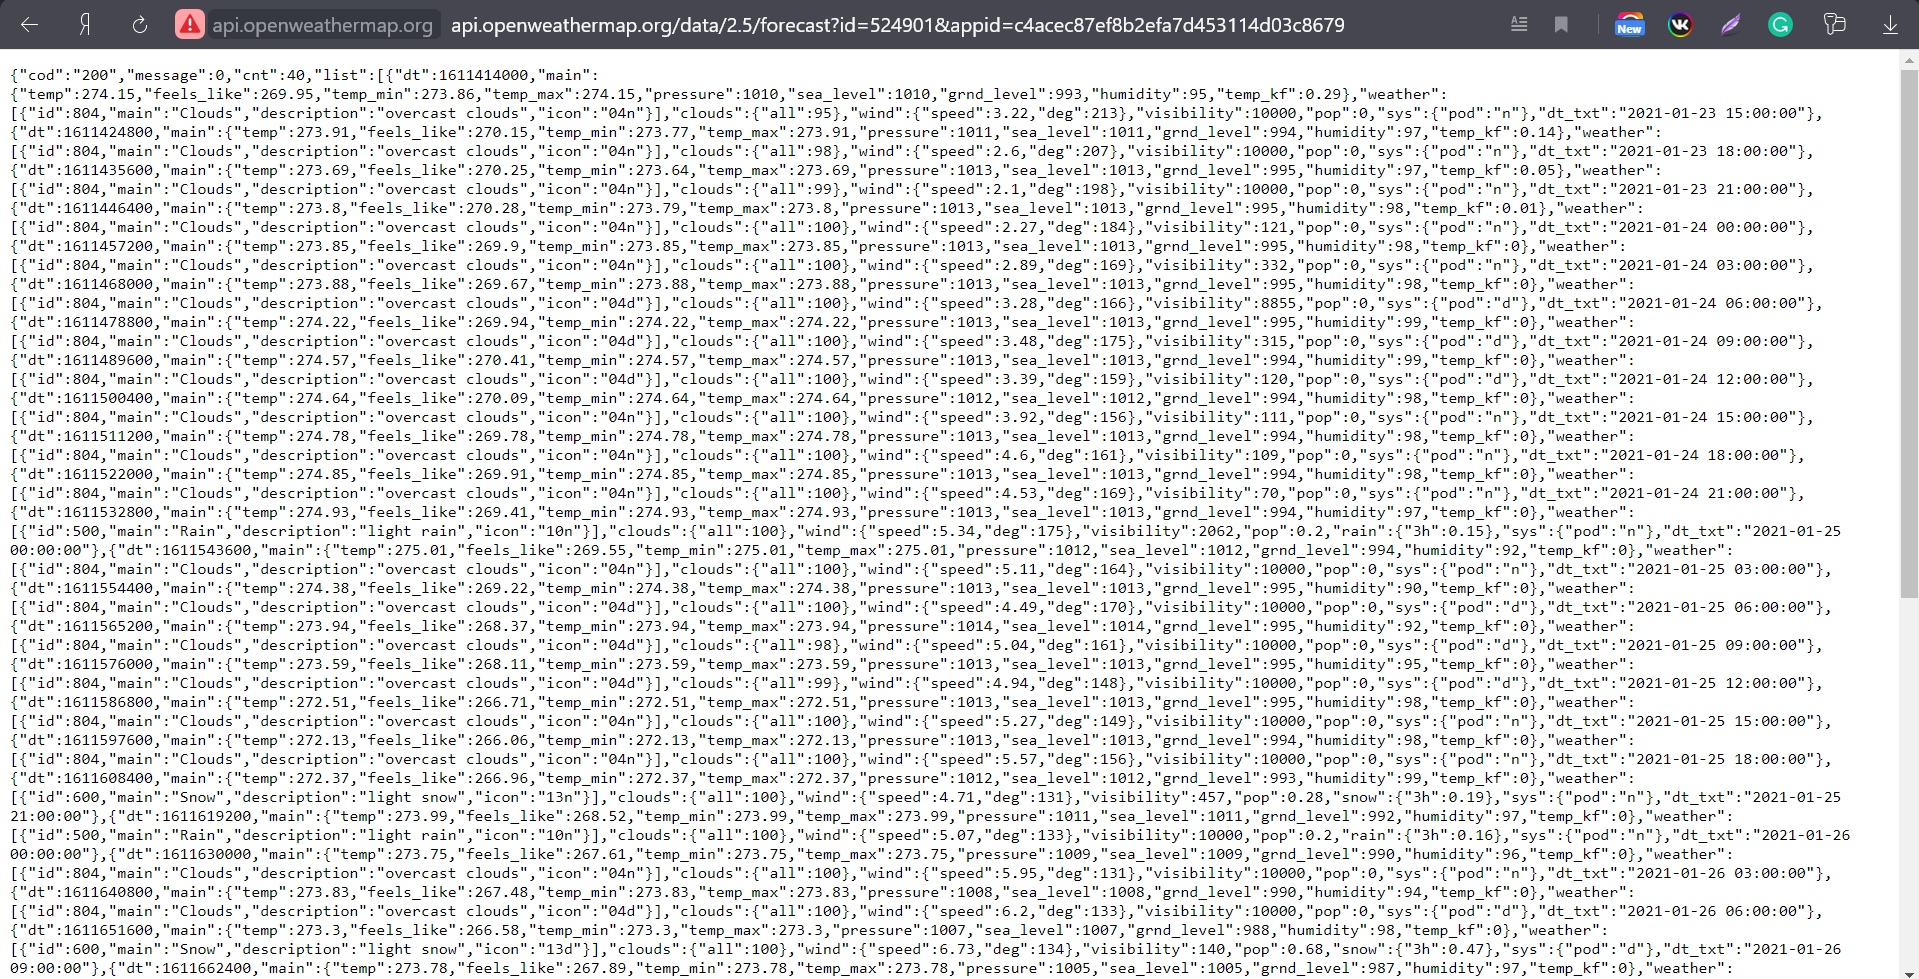 Я
api.openweathermap.org api.openweathermap.org/data/2.5/forecast?id=524901&appid=c4acec87ef8b2efa7d453114d03c8679
New
{"cod":"200","message":0,"cnt":40,"list":[{"dt":1611414000,"main":
{"temp":274.15,"feels_like":269.95,"temp_min":273.86,"temp_max":274.15,"pressure":1010,"sea_level":1010,"grnd_level":993,"humidity":95,"temp_kf":0.29},"weather":
[{"id":804,"main":"Clouds","description":"overcast clouds","icon":"04n"}],"clouds":{"all":95},"wind":{"speed":3.22,"deg":213},"visibility":10000,"pop":0,"sys":{"pod":"n"},"dt_txt":"2021-01-23 15:00:00"},
{"dt":1611424800,"main":{"temp":273.91,"feels_like":270.15,"temp_min":273.77,"temp_max":273.91,"pressure":1011,"sea_level":1011,"grnd_level":994,"humidity":97,"temp_kf":0.14},"weather":
[{"id":804,"main":"Clouds","description":"overcast clouds","icon":"04n"}],"clouds":{"all":98},"wind":{"speed":2.6,"deg":207},"visibility":10000,"pop":0,"sys":{"pod":"n"},"dt_txt":"2021-01-23 18:00:00"},
{"dt":1611435600,"main":{"temp":273.69,"feels_like":270.25,"temp_min":273.64,"temp_max":273.69,"pressure":1013,"sea_level":1013,"grnd_level":995,"humidity":97,"temp_kf":0.05},"weather":
[{"id":804,"main":"Clouds","description":"overcast clouds","icon":"04n"}],"clouds":{"all":99},"wind":{"speed":2.1,"deg":198},"visibility":10000,"pop":0,"sys":{"pod":"n"},"dt_txt":"2021-01-23 21:00:00"},
{"dt":1611446400,"main":{"temp":273.8,"feels_like":270.28,"temp_min":273.79,"temp_max":273.8,"pressure":1013,"sea_level":1013,"grnd_level":995,"humidity":98,"temp_kf":0.01},"weather":
[{"id":804,"main":"Clouds","description":"overcast clouds","icon":"04n"}],"clouds":{"all":100},"wind":{"speed":2.27,"deg":184},"visibility":121,"pop":0,"sys":{"pod":"n"},"dt_txt":"2021-01-24 00:00:00"},
{"dt":1611457200,"main":{"temp":273.85,"feels_like":269.9,"temp_min":273.85,"temp_max":273.85,"pressure":1013,"sea_level":1013,"grnd_level":995,"humidity":98,"temp_kf":0},"weather":
[{"id":804,"main":"Clouds","description":"overcast clouds","icon":"04n"}],"clouds":{"all":100},"wind":{"speed":2.89,"deg":169},"visibility":332,"pop":0,"sys":{"pod":"n"},"dt_txt":"2021-01-24 03:00:00"},
{"dt":1611468000,"main":{"temp":273.88,"feels_like":269.67,"temp_min":273.88,"temp_max":273.88,"pressure":1013,"sea_level":1013,"grnd_level":995,"humidity":98,"temp_kf":0},"weather":
[{"id":804,"main":"Clouds","description":"overcast clouds","icon":"04d"}],"clouds":{"all":100},"wind":{"speed":3.28,"deg":166},"visibility":8855,"pop":0,"sys":{"pod":"d"},"dt_txt":"2021-01-24 06:00:00"},
{"dt":1611478800,"main":{"temp":274.22,"feels_like":269.94,"temp_min":274.22,"temp_max":274.22,"pressure":1013,"sea_level":1013,"grnd_level":995,"humidity":99,"temp_kf":0},"weather":
[{"id":804,"main":"Clouds","description":"overcast clouds","icon":"04d"}],"clouds":{"all":100},"wind":{"speed":3.48,"deg":175},"visibility":315,"pop":0,"sys":{"pod":"d"},"dt_txt":"2021-01-24 09:00:00"},
{"dt":1611489600,"main":{"temp":274.57,"feels_like":270.41,"temp_min":274.57,"temp_max":274.57,"pressure":1013,"sea_level":1013,"grnd_level":994,"humidity":99,"temp_kf":0},"weather":
[{"id":804,"main":"Clouds","description":"overcast clouds","icon":"04d"}],"clouds":{"all":100},"wind":{"speed":3.39,"deg":159},"visibility":120,"pop":0,"sys":{"pod":"d"},"dt_txt":"2021-01-24 12:00:00"},
{"dt":1611500400,"main":{"temp":274.64,"feels_like":270.09,"temp_min":274.64,"temp_max":274.64,"pressure":1012,"sea_level":1012,"grnd_level":994,"humidity":98,"temp_kf":0},"weather":
[{"id":804,"main":"Clouds","description":"overcast clouds","icon":"04n"}],"clouds":{"all":100},"wind":{"speed":3.92,"deg":156},"visibility":111,"pop":0,"sys":{"pod":"n"},"dt_txt":"2021-01-24 15:00:00"},
{"dt":1611511200,"main":{"temp":274.78,"feels_like":269.78,"temp_min":274.78,"temp_max":274.78,"pressure":1013,"sea_level":1013,"grnd_level":994,"humidity":98,"temp_kf":0},"weather":
[{"id":804,"main":"Clouds","description":"overcast clouds","icon":"04n"}],"clouds":{"all":100},"wind":{"speed":4.6,"deg":161},"visibility":109,"pop":0,"sys":{"pod":"n"},"dt_txt":"2021-01-24 18:00:00"},
{"dt":1611522000,"main":{"temp":274.85,"feels_like":269.91,"temp_min":274.85,"temp_max":274.85,"pressure":1013,"sea_level":1013,"grnd_level":994,"humidity":98,"temp_kf":0},"weather":
[{"id":804,"main":"Clouds","description":"overcast clouds","icon":"04n"}],"clouds":{"all":100},"wind":{"speed":4.53,"deg":169},"visibility":70,"pop":0,"sys":{"pod":"n"},"dt_txt":"2021-01-24 21:00:00"},
{"dt":1611532800,"main":{"temp":274.93,"feels_like":269.41,"temp_min":274.93,"temp_max":274.93,"pressure":1013,"sea_level":1013,"grnd_level":994,"humidity":97,"temp_kf":0},"weather":
[{"id":500,"main":"Rain","description":"light rain","icon":"10n"}],"clouds":{"all":100},"wind":{"speed":5.34,"deg":175},"visibility":2062,"pop":0.2,"rain":{"3h":0.15},"sys":{"pod":"n"},"dt_txt":"2021-01-25
00:00:00"},{"dt":1611543600,"main":{"temp":275.01,"feels_like":269.55,"temp_min":275.01,"temp_max":275.01,"pressure":1012,"sea_level":1012,"grnd_level":994,"humidity":92,"temp_kf":0},"weather":
[{"id":804,"main":"Clouds","description":"overcast clouds","icon":"04n"}],"clouds":{"all":100},"wind":{"speed":5.11,"deg":164},"visibility":10000,"pop":0,"sys":{"pod":"n"},"dt_txt":"2021-01-25 03:00:00"},
{"dt":1611554400,"main":{"temp":274.38,"feels_like":269.22,"temp_min":274.38,"temp_max":274.38,"pressure":1013,"sea_level":1013,"grnd_level":995,"humidity":90,"temp_kf":0},"weather":
[{"id":804,"main":"Clouds","description":"overcast clouds","icon":"04d"}],"clouds":{"all":100},"wind":{"speed":4.49,"deg":170},"visibility":10000,"pop":0,"sys":{"pod":"d"},"dt_txt":"2021-01-25 06:00:00"},
{"dt":1611565200,"main":{"temp":273.94,"feels_like":268.37,"temp_min":273.94,"temp_max":273.94,"pressure":1014,"sea_level":1014,"grnd_level":995,"humidity":92,"temp_kf":0},"weather":
[{"id":804,"main":"Clouds","description":"overcast clouds","icon":"04d"}],"clouds":{"all":98},"wind":{"speed":5.04,"deg":161},"visibility":10000,"pop":0,"sys":{"pod":"d"},"dt_txt":"2021-01-25 09:00:00"},
{"dt":1611576000,"main":{"temp":273.59,"feels_like":268.11,"temp_min":273.59,"temp_max":273.59,"pressure":1013,"sea_level":1013,"grnd_level":995,"humidity":95,"temp_kf":0},"weather":
[{"id":804,"main":"Clouds","description":"overcast clouds","icon":"04d"}],"clouds":{"all":99},"wind":{"speed":4.94,"deg":148},"visibility":10000,"pop":0,"sys":{"pod":"d"},"dt_txt":"2021-01-25 12:00:00"},
{"dt":1611586800,"main":{"temp":272.51,"feels_like":266.71,"temp_min":272.51,"temp_max":272.51,"pressure":1013,"sea_level":1013,"grnd_level":995,"humidity":98,"temp_kf":0},"weather":
[{"id":804,"main":"Clouds","description":"overcast clouds","icon":"04n"}],"clouds":{"all":100},"wind":{"speed":5.27,"deg":149},"visibility":10000,"pop":0,"sys":{"pod":"n"},"dt_txt":"2021-01-25 15:00:00"},
{"dt":1611597600,"main":{"temp":272.13,"feels_like":266.06,"temp_min":272.13,"temp_max":272.13,"pressure":1013,"sea_level":1013,"grnd_level":994,"humidity":98,"temp_kf":0},"weather":
[{"id":804,"main":"Clouds","description":"overcast clouds","icon":"04n"}],"clouds":{"all":100},"wind":{"speed":5.57,"deg":156},"visibility":10000,"pop":0,"sys":{"pod":"n"},"dt_txt":"2021-01-25 18:00:00"},
{"dt":1611608400,"main":{"temp":272.37,"feels_like":266.96,"temp_min":272.37,"temp_max":272.37,"pressure":1012,"sea_level":1012,"grnd_level":993,"humidity":99,"temp_kf":0},"weather":
[{"id":600,"main":"Snow","description":"light snow","icon":"13n"}],"clouds":{"all":100},"wind":{"speed":4.71,"deg":131},"visibility":457,"pop":0.28,"snow":{"3h":0.19},"sys":{"pod":"n"},"dt_txt":"2021-01-25
21:00:00"},{"dt":1611619200,"main":{"temp":273.99,"feels_like":268.52,"temp_min":273.99,"temp_max":273.99,"pressure":1011,"sea_level":1011,"grnd_level":992,"humidity":97,"temp_kf":0},"weather":
[{"id":500,"main":"Rain","description":"light rain","icon":"10n"}],"clouds":{"all":100},"wind":{"speed":5.07,"deg":133},"visibility":10000,"pop":0.2,"rain":{"3h":0.16},"sys":{"pod":"n"},"dt_txt":"2021-01-26
00:00:00"},{"dt":1611630000,"main":{"temp":273.75,"feels_like":267.61,"temp_min":273.75,"temp_max":273.75,"pressure":1009,"sea_level":1009,"grnd_level":990,"humidity":96,"temp_kf":0},"weather":
[{"id":804,"main":"Clouds","description":"overcast clouds","icon":"04n"}],"clouds":{"all":100},"wind":{"speed":5.95,"deg":131},"visibility":10000,"pop":0,"sys":{"pod":"n"},"dt_txt":"2021-01-26 03:00:00"},
{"dt":1611640800,"main":{"temp":273.83,"feels_like":267.48,"temp_min":273.83,"temp_max":273.83,"pressure":1008,"sea_level":1008,"grnd_level":990,"humidity":94,"temp_kf":0},"weather":
[{"id":804,"main":"Clouds","description":"overcast clouds","icon":"04d"}],"clouds":{"all":100},"wind":{"speed":6.2,"deg":133},"visibility":10000,"pop":0,"sys":{"pod":"d"},"dt_txt":"2021-01-26 06:00:00"},
{"dt":1611651600,"main":{"temp":273.3,"feels_like":266.58,"temp_min":273.3,"temp_max":273.3,"pressure":1007,"sea_level":1007,"grnd_level":988,"humidity":98,"temp_kf":0},"weather":
[{"id":600,"main":"Snow","description":"light snow","icon":"13d"}],"clouds":{"all":100},"wind":{"speed":6.73,"deg":134},"visibility":140,"pop":0.68,"snow":{"3h":0.47},"sys":{"pod":"d"},"dt_txt":"2021-01-26
09:00:00"},{"dt":1611662400,"main":{"temp":273.78,"feels_like":267.89,"temp_min":273.78,"temp_max":273.78,"pressure":1005,"sea_level":1005,"grnd_level":987,"humidity":97,"temp_kf":0},"weather":